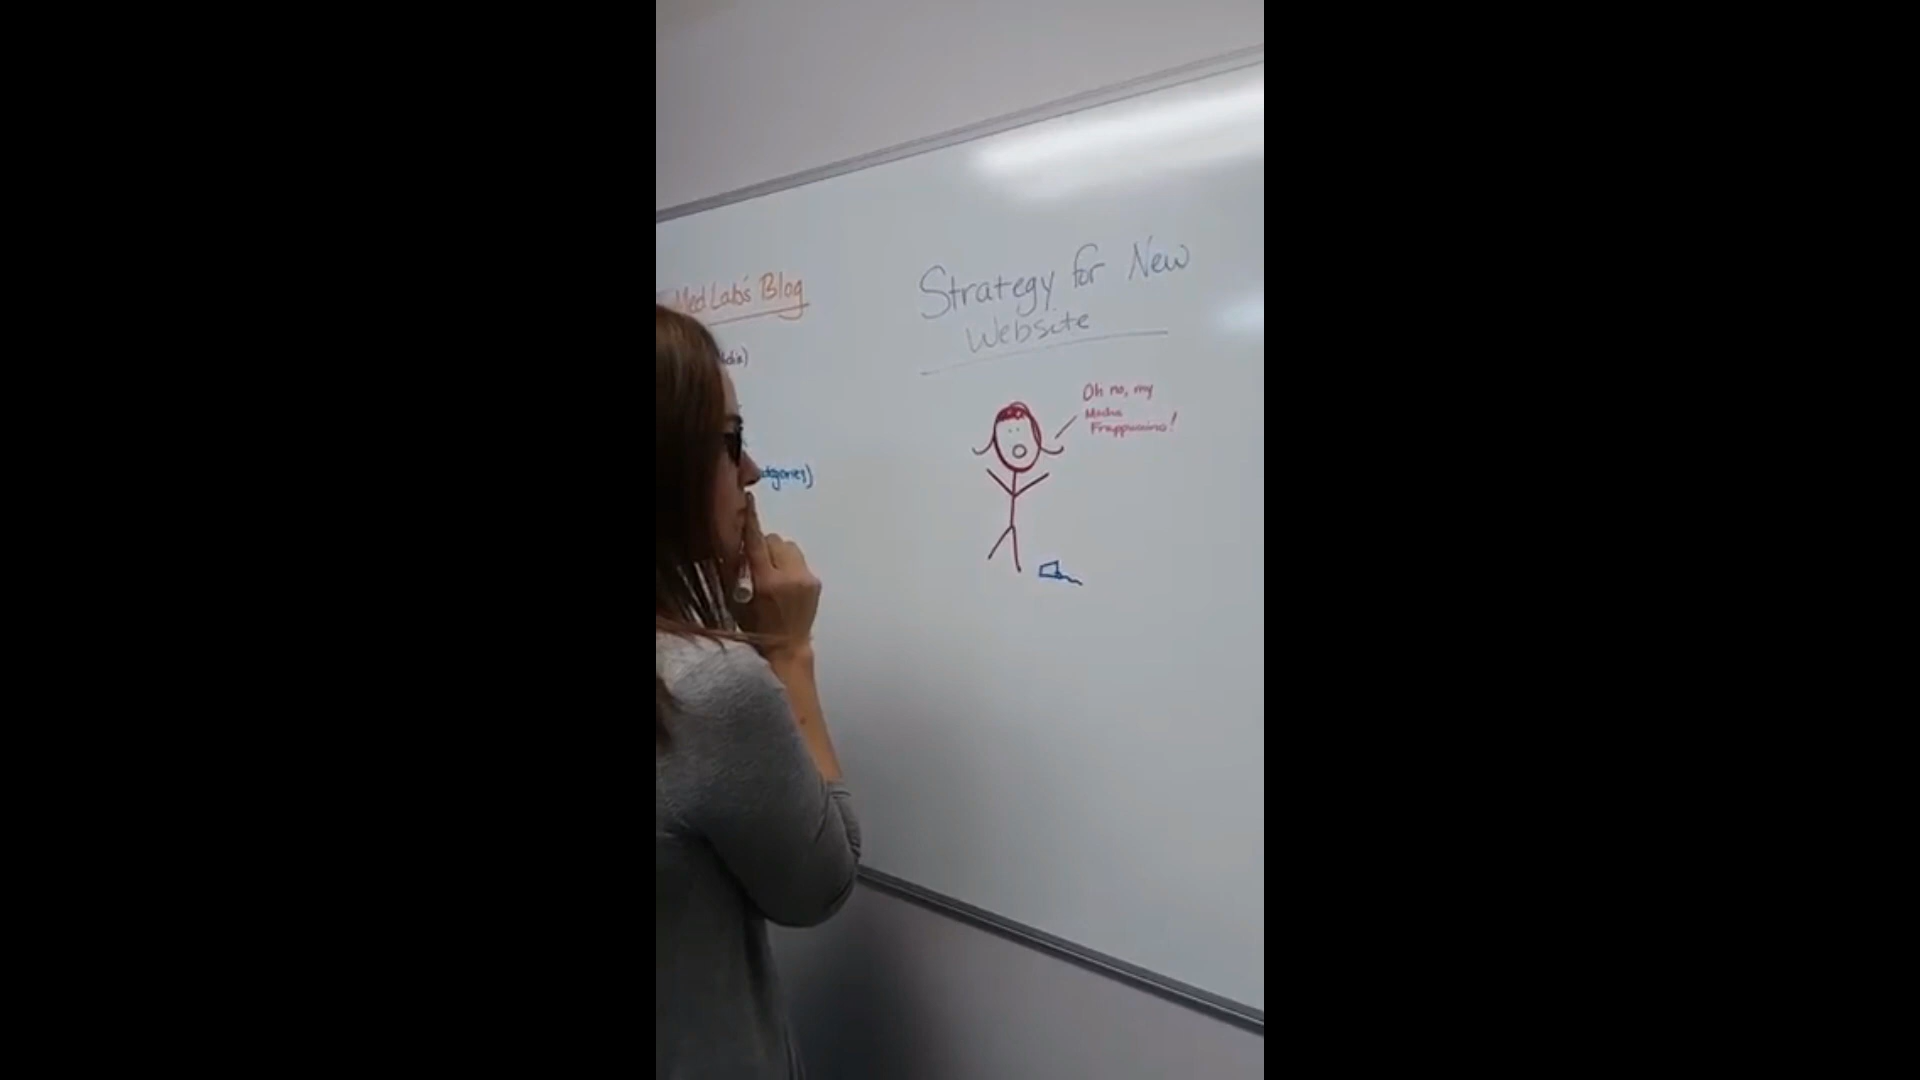 Med Lab's Blog
Strategy for New
Website
Oh no, my
Mocha
Frappuccino!